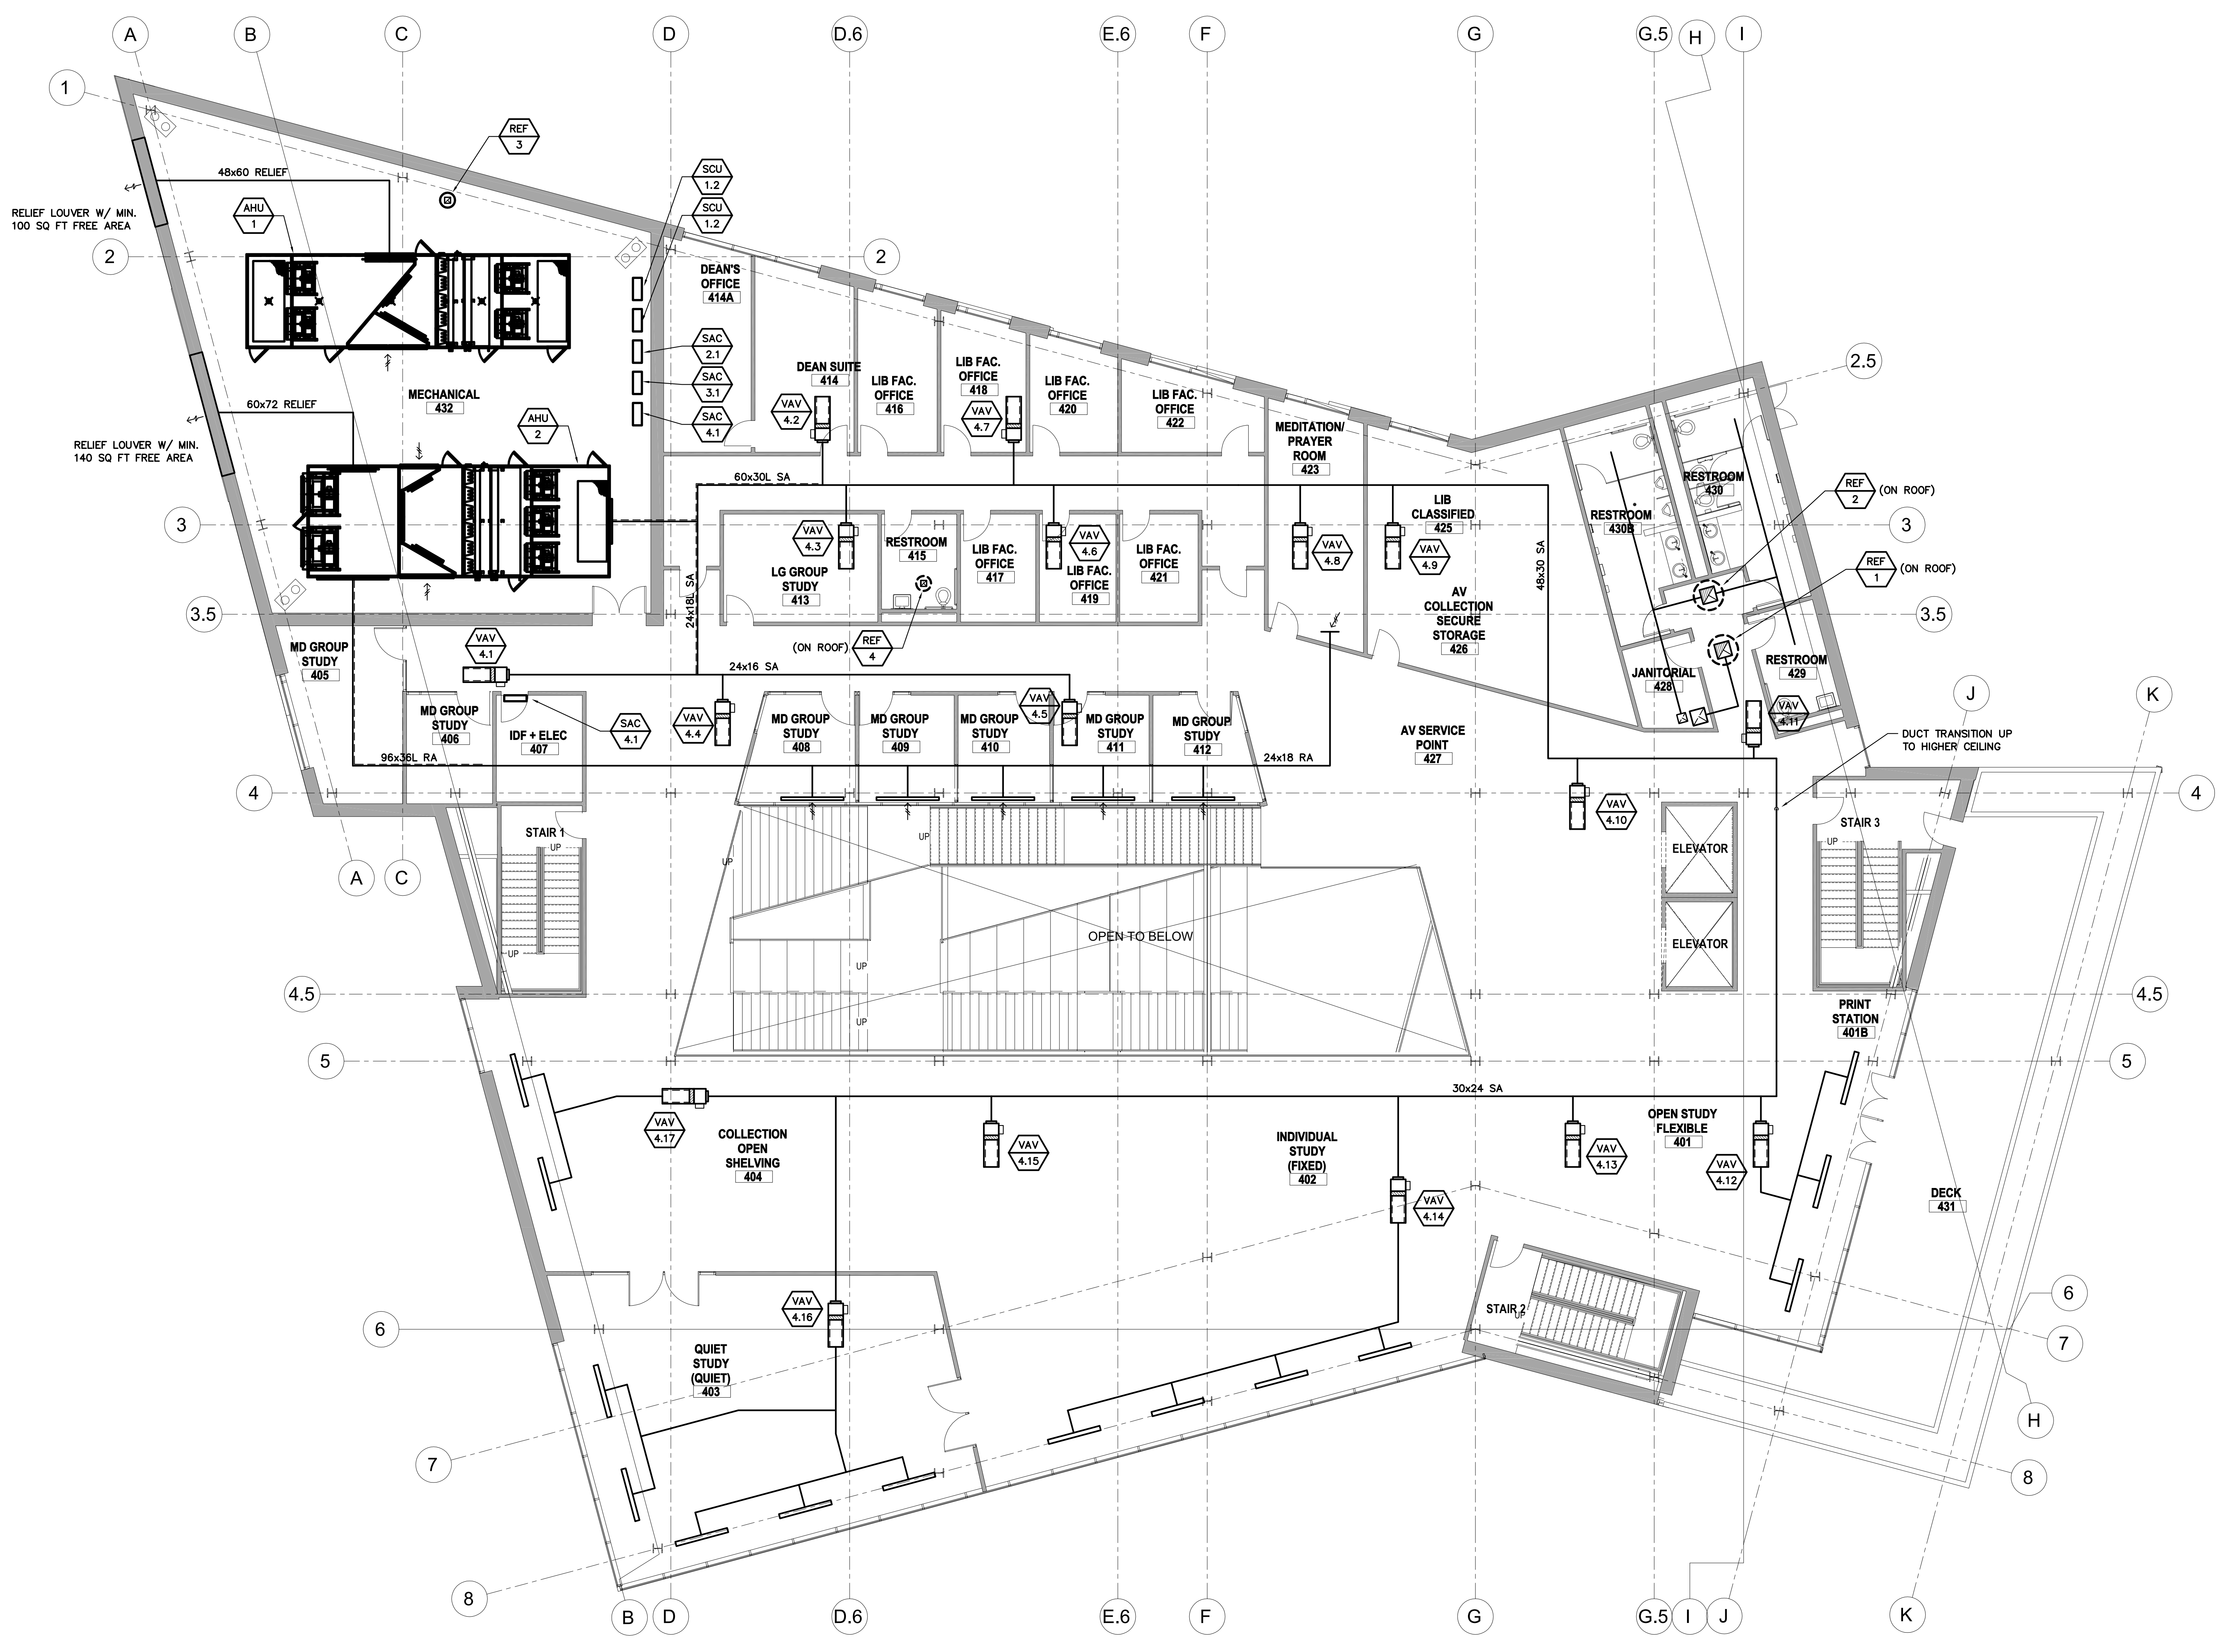 A
B
C
D
D.6
E.6
F
G
G.5
H
I
1
REF
3
48x60 RELIEF
SCU
1.2
RELIEF LOUVER W/ MIN.
100 SQ FT FREE AREA
AHU
1
SCU
1.2
2
2
DEAN'S
OFFICE
414A
SAC
2.1
SAC
3.1
SAC
4.1
MECHANICAL
432
60x72 RELIEF
AHU
2
RELIEF LOUVER W/ MIN.
140 SQ FT FREE AREA
DEAN SUITE
414
VAV
4.2
LIB FAC.
OFFICE
416
LIB FAC.
OFFICE
418
VAV
4.7
LIB FAC.
OFFICE
420
LIB FAC.
OFFICE
422
2.5
MEDITATION/
PRAYER
ROOM
423
60x30L SA
LIB
CLASSIFIED
425
RESTROOM
430
RESTROOM
430B
REF
2
(ON ROOF)
3
3
VAV
4.3
RESTROOM
415
LIB FAC.
OFFICE
417
VAV
4.6
LIB FAC.
OFFICE
419
LIB FAC.
OFFICE
421
VAV
4.8
VAV
4.9
48x30 SA
REF
1
(ON ROOF)
LG GROUP
STUDY
413
24x18L SA
AV
COLLECTION
SECURE
STORAGE
426
3.5
3.5
MD GROUP
STUDY
405
VAV
4.1
(ON ROOF)
REF
4
24x16 SA
JANITORIAL
428
RESTROOM
429
MD GROUP
STUDY
406
IDF + ELEC
407
SAC
4.1
VAV
4.4
MD GROUP
STUDY
408
MD GROUP
STUDY
409
MD GROUP
STUDY
410
VAV
4.5
MD GROUP
STUDY
411
MD GROUP
STUDY
412
AV SERVICE
POINT
427
VAV
4.11
J
K
DUCT TRANSITION UP
TO HIGHER CEILING
96x36L RA
24x18 RA
4
4
VAV
4.10
STAIR 1
UP
UP
UP
UP
ELEVATOR
STAIR 3
UP
A
C
OPEN TO BELOW
ELEVATOR
UP
UP
4.5
4.5
PRINT
STATION
401B
5
5
30x24 SA
VAV
4.17
COLLECTION
OPEN
SHELVING
404
VAV
4.15
INDIVIDUAL
STUDY
(FIXED)
402
VAV
4.13
OPEN STUDY
FLEXIBLE
401
VAV
4.12
VAV
4.14
DECK
431
VAV
4.16
STAIR 2
UP
6
6
7
QUIET
STUDY
(QUIET)
403
H
7
8
8
B
D
D.6
E.6
F
G
G.5
I
J
K